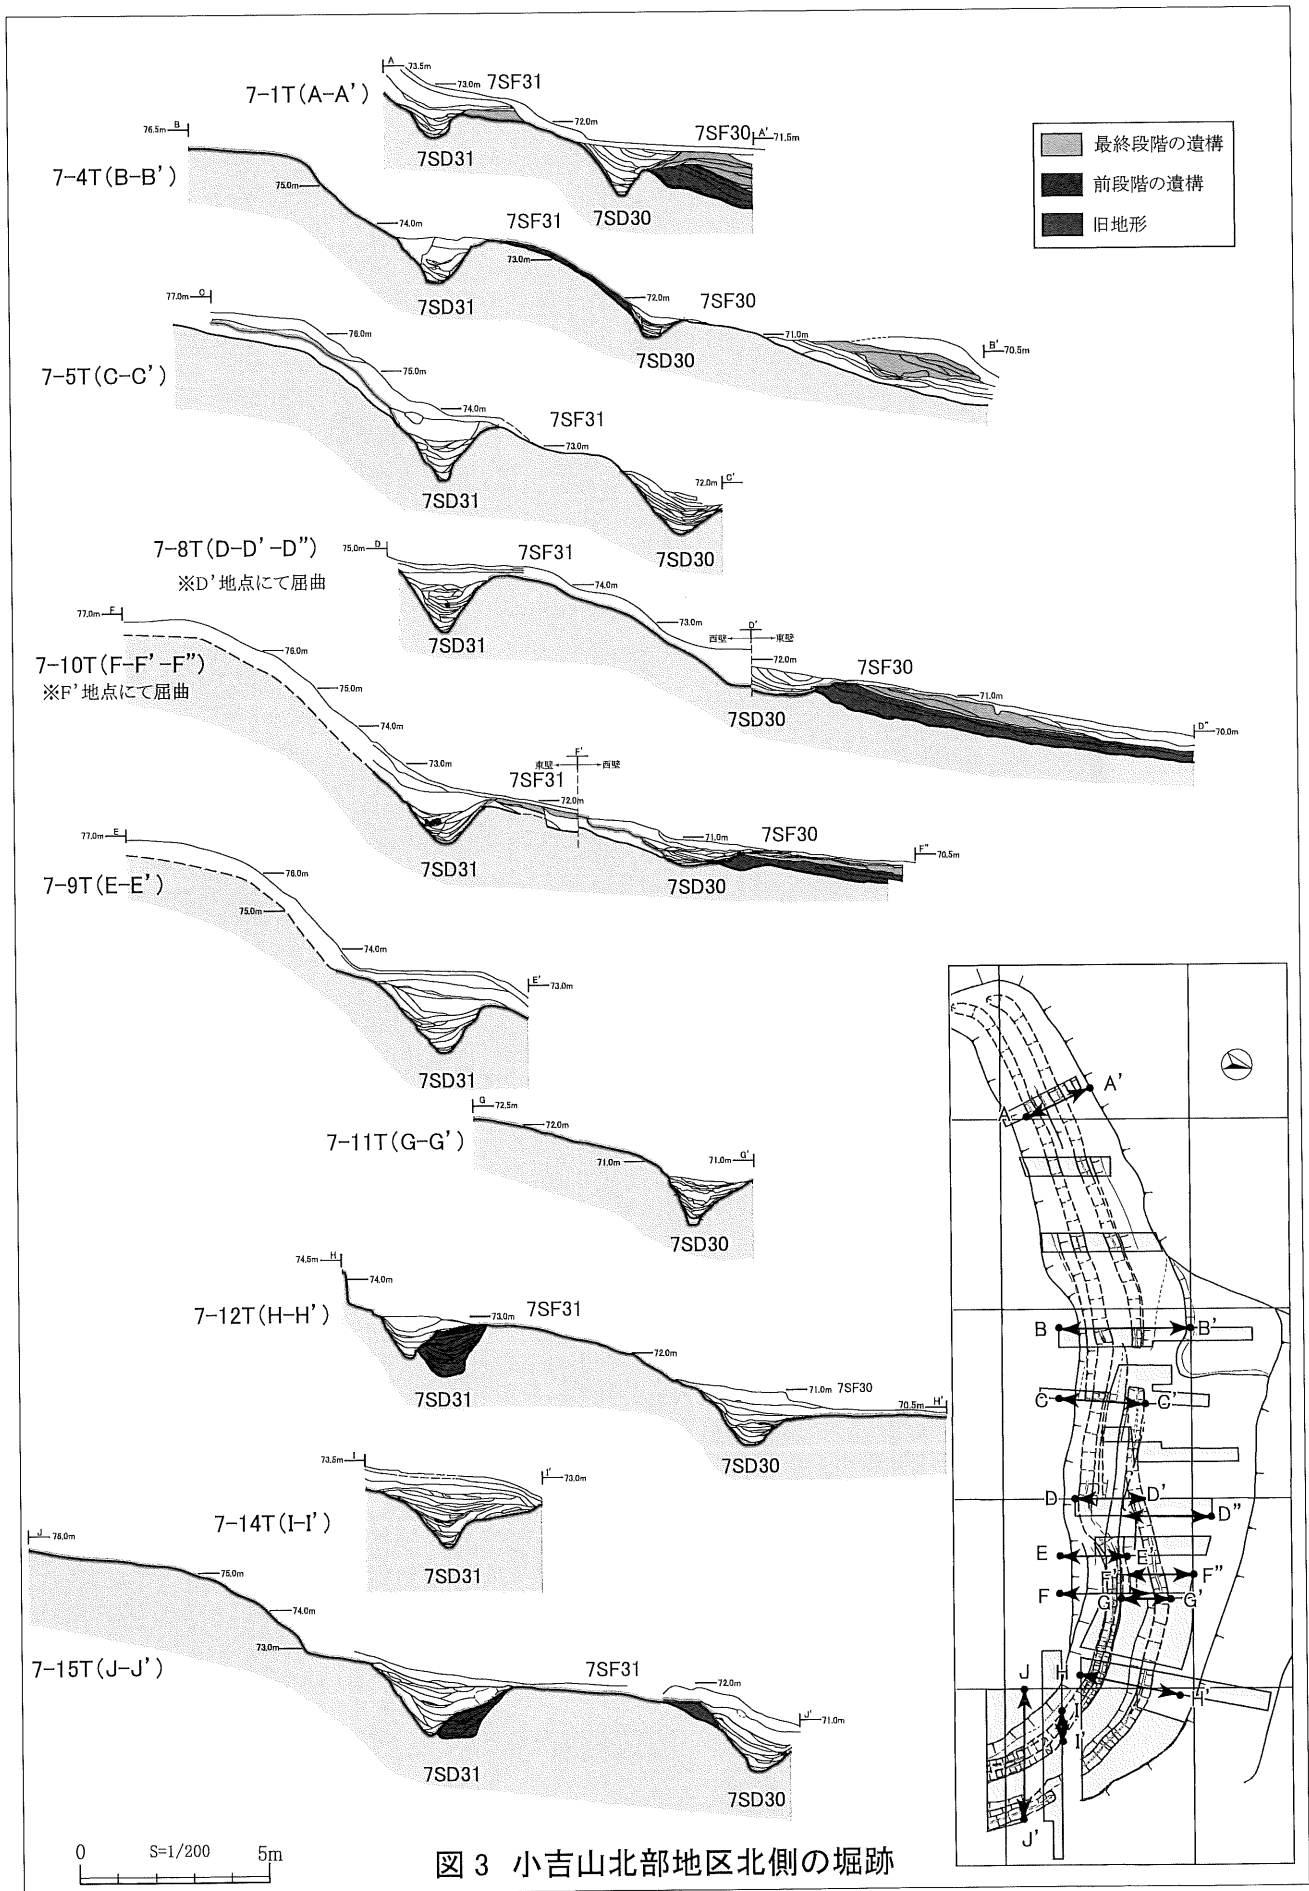 A
73.5m
73.0m
7SF31
7-1T(A-A')
72.0m
7SF30
A'
71.5m
7SD31
7SD30
最終段階の遺構
前段階の遺構
旧地形
76.5m
B
7-4T(B-B')
75.0m
74.0m
7SF31
73.0m
72.0m
7SF30
71.0m
B'
70.5m
7SD31
7SD30
77.0m
C
76.0m
7-5T(C-C')
75.0m
74.0m
7SF31
73.0m
72.0m
C'
7SD31
7SD30
7-8T(D-D'-D")
※D'地点にて屈曲
75.0m
D
7SF31
74.0m
73.0m
D'
西壁
東壁
72.0m
7SF30
71.0m
D"
70.0m
7SD31
7SD30
77.0m
F
7-10T(F-F'-F")
※F'地点にて屈曲
76.0m
75.0m
74.0m
73.0m
7SF31
F'
東壁
西壁
72.0m
71.0m
7SF30
F"
70.5m
7SD31
7SD30
77.0m
E
7-9T(E-E')
76.0m
75.0m
74.0m
E'
73.0m
7SD31
G
72.5m
7-11T(G-G')
72.0m
71.0m
71.0m
G'
7SD30
74.5m
H
74.0m
7-12T(H-H')
73.0m
7SF31
72.0m
71.0m
7SF30
70.5m
H'
7SD31
7SD30
73.5m
I
I'
73.0m
7-14T(I-I')
7SD31
J
76.0m
75.0m
74.0m
73.0m
7-15T(J-J')
7SF31
72.0m
J'
71.0m
7SD31
7SD30
A
A'
B
B'
C
C'
D
D'
D"
E
E'
F'
F"
F
G
G'
J
H
H'
I
I'
J'
0
S=1/200
5m
図3 小吉山北部地区北側の堀跡